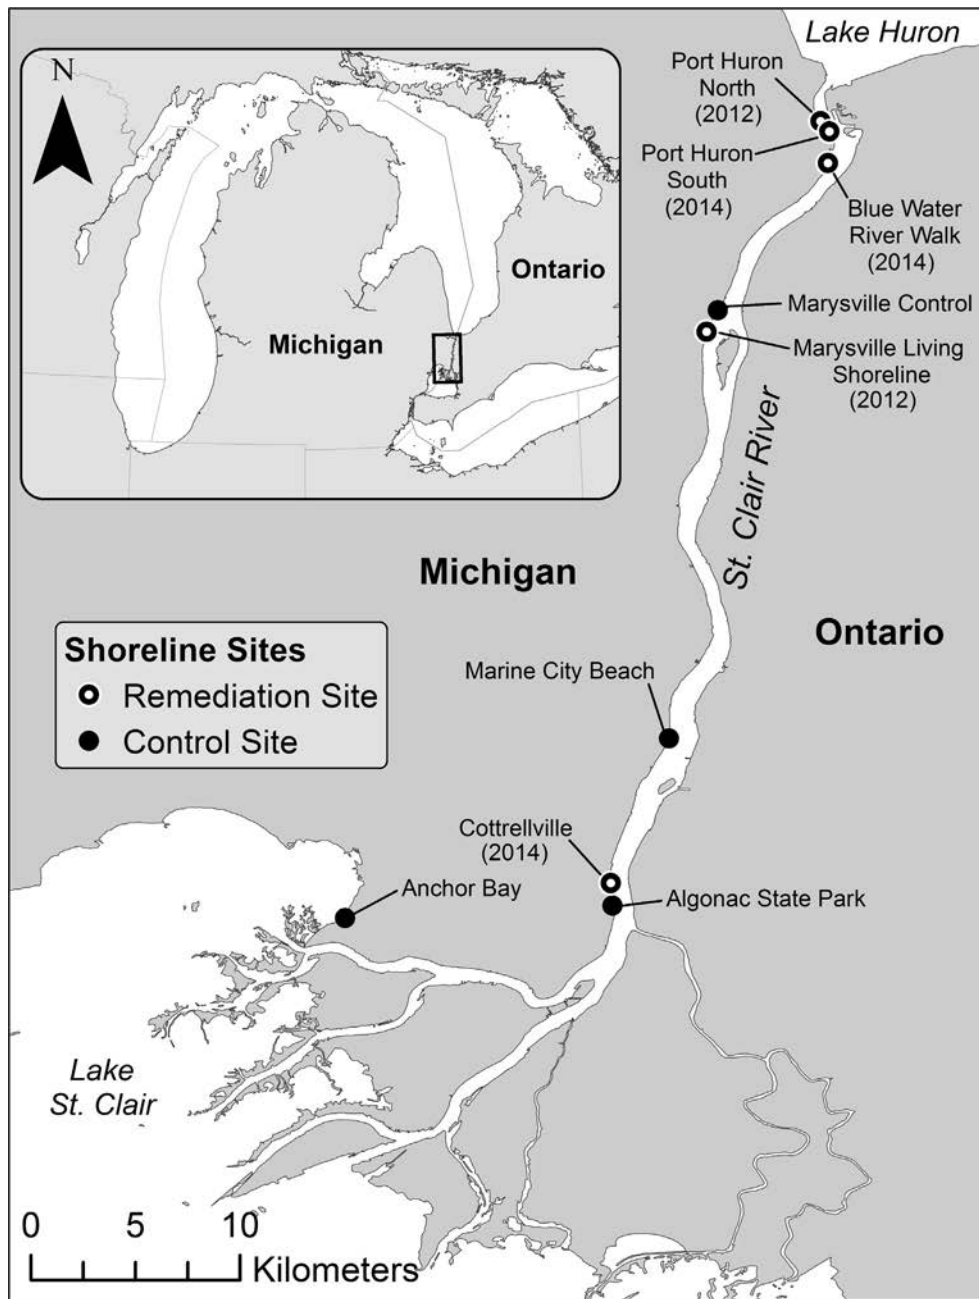 Lake Huron
N
Port Huron
North
(2012)
Port Huron
South
(2014)
Blue Water
River Walk
(2014)
Ontario
Michigan
Marysville Control
Marysville Living
Shoreline
(2012)
St. Clair River
Michigan
Ontario
Shoreline Sites
Remediation Site
Control Site
Marine City Beach
Cottrellville
(2014)
Anchor Bay
Algonac State Park
Lake
St. Clair
0 5 10
Kilometers